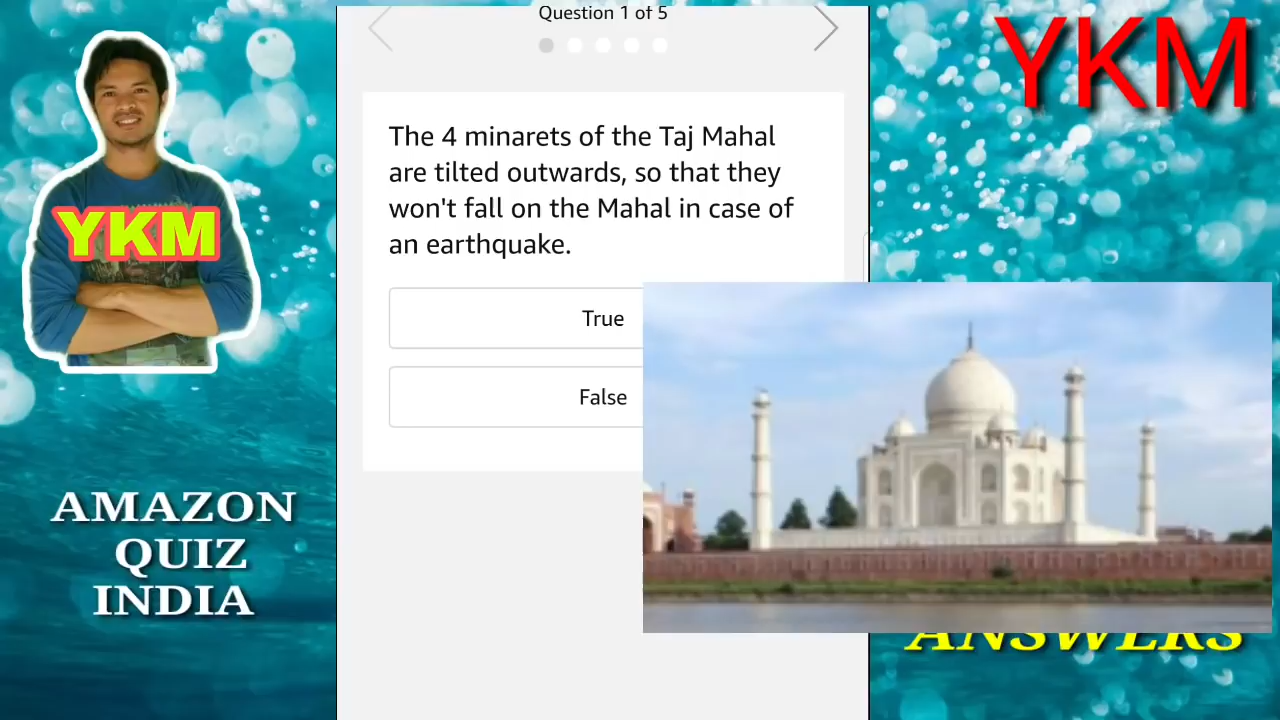 Question 1 of 5
YKM
The 4 minarets of the Taj Mahal
are tilted outwards, so that they
won't fall on the Mahal in case of
an earthquake.
YKM
True
False
AMAZON
QUIZ
INDIA
ANSWERS